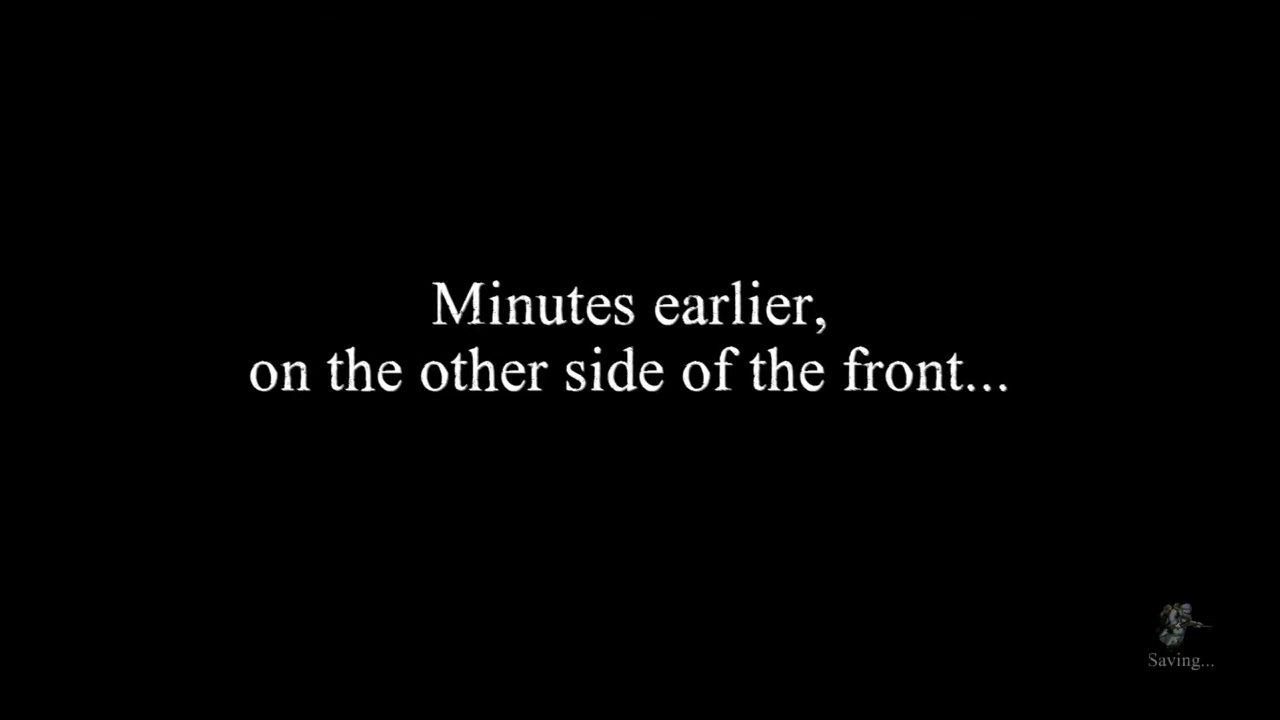 Minutes earlier,
on the other side of the front...
Saving...